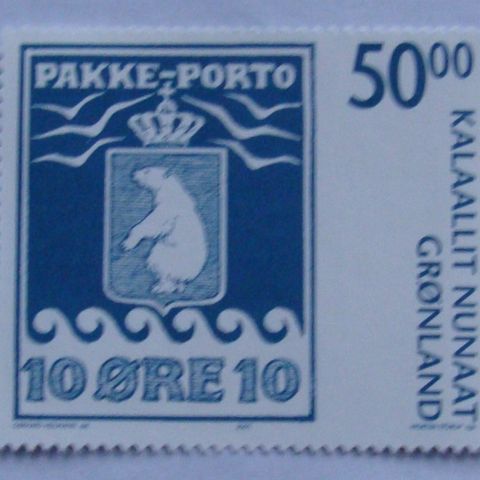 PAKKE-PORTO
10 ØRE 10
50⁰⁰
KALAALLIT NUNAAT
GRØNLAND